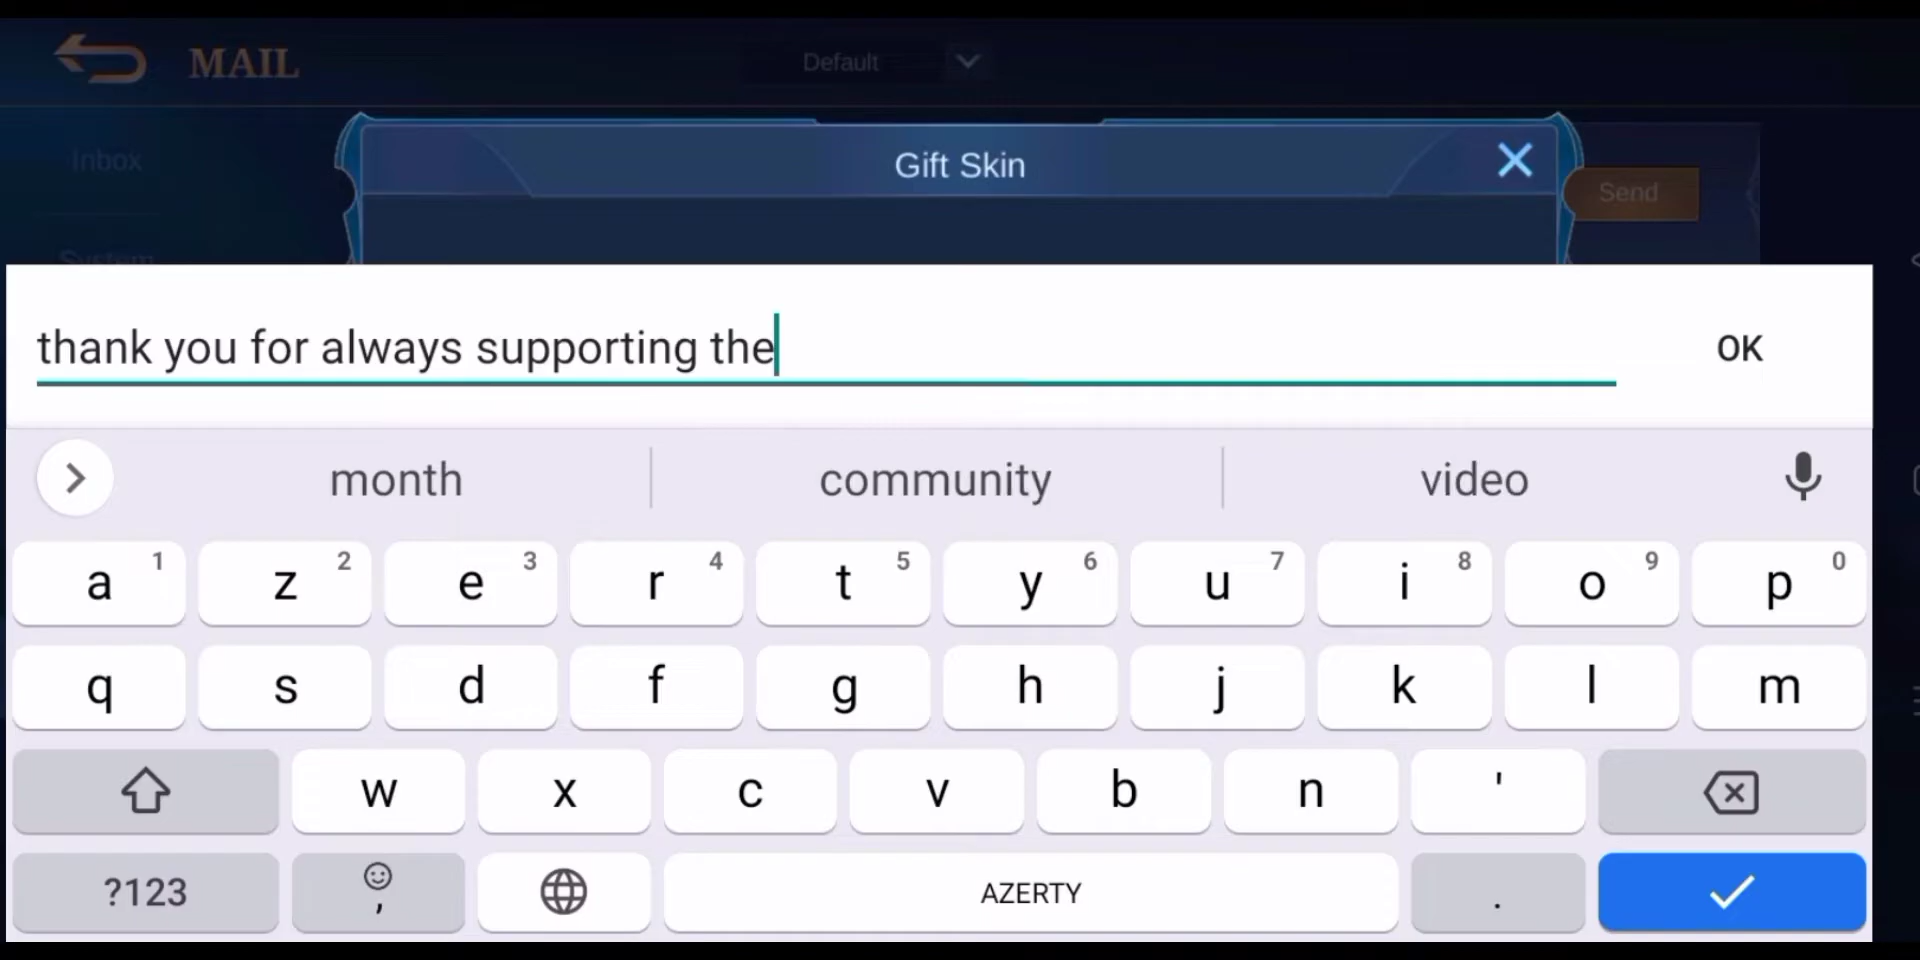 MAIL
Default
Inbox
Gift Skin
Send
System
thank you for always supporting the
OK
month community video
a 1 z 2 e 3 r 4 t 5 y 6 u 7 i 8 o 9 p 0
q s d f g h j k l m
w x c v b n '
?123 , AZERTY .